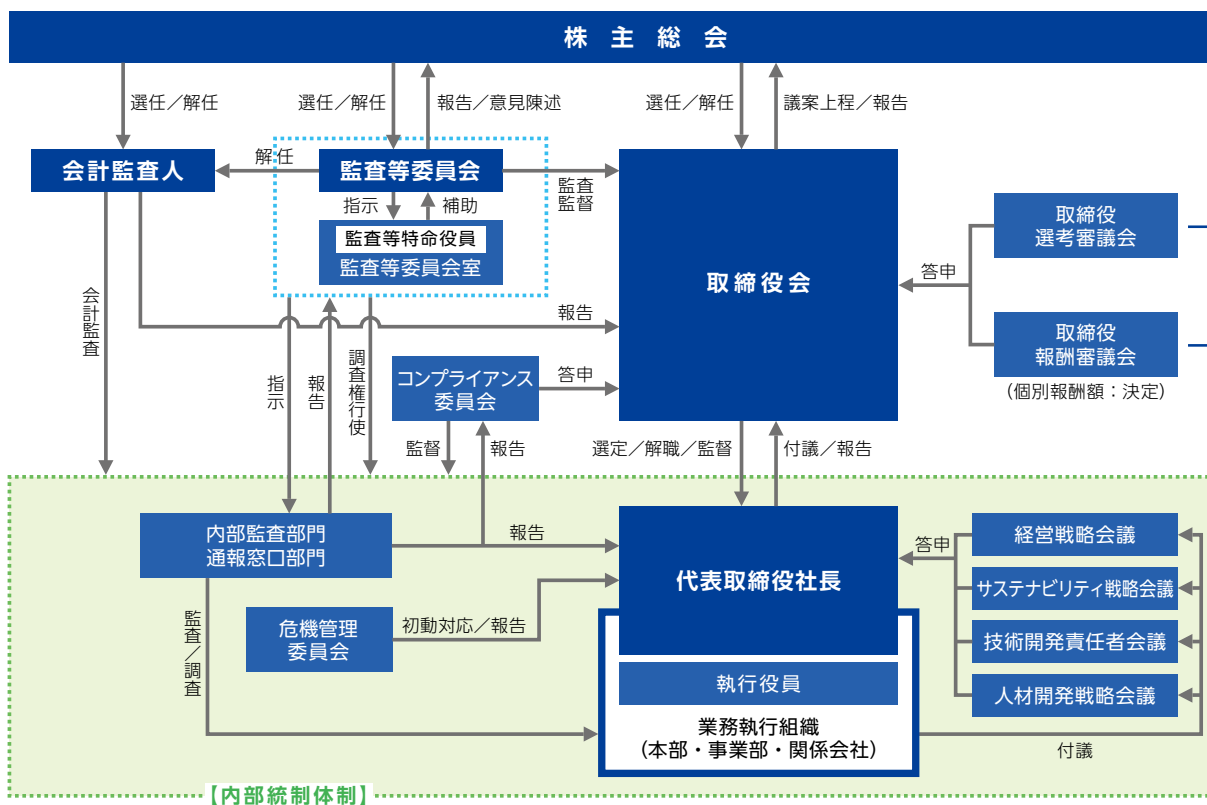 株主総会
選任／解任
選任／解任
報告／意見陳述
選任／解任
議案上程／報告
会計監査人
解任
監査等委員会
監査
監督
指示
補助
監査等特命役員
監査等委員会室
取締役会
取締役
選考審議会
答申
取締役
報酬審議会
（個別報酬額：決定）
会計監査
報告
指示
報告
調査権行使
コンプライアンス
委員会
答申
監督
報告
選定／解職／監督
付議／報告
内部監査部門
通報窓口部門
報告
代表取締役社長
答申
経営戦略会議
サステナビリティ戦略会議
技術開発責任者会議
人材開発戦略会議
危機管理
委員会
初動対応／報告
監査／調査
執行役員
業務執行組織
（本部・事業部・関係会社）
付議
【内部統制体制】